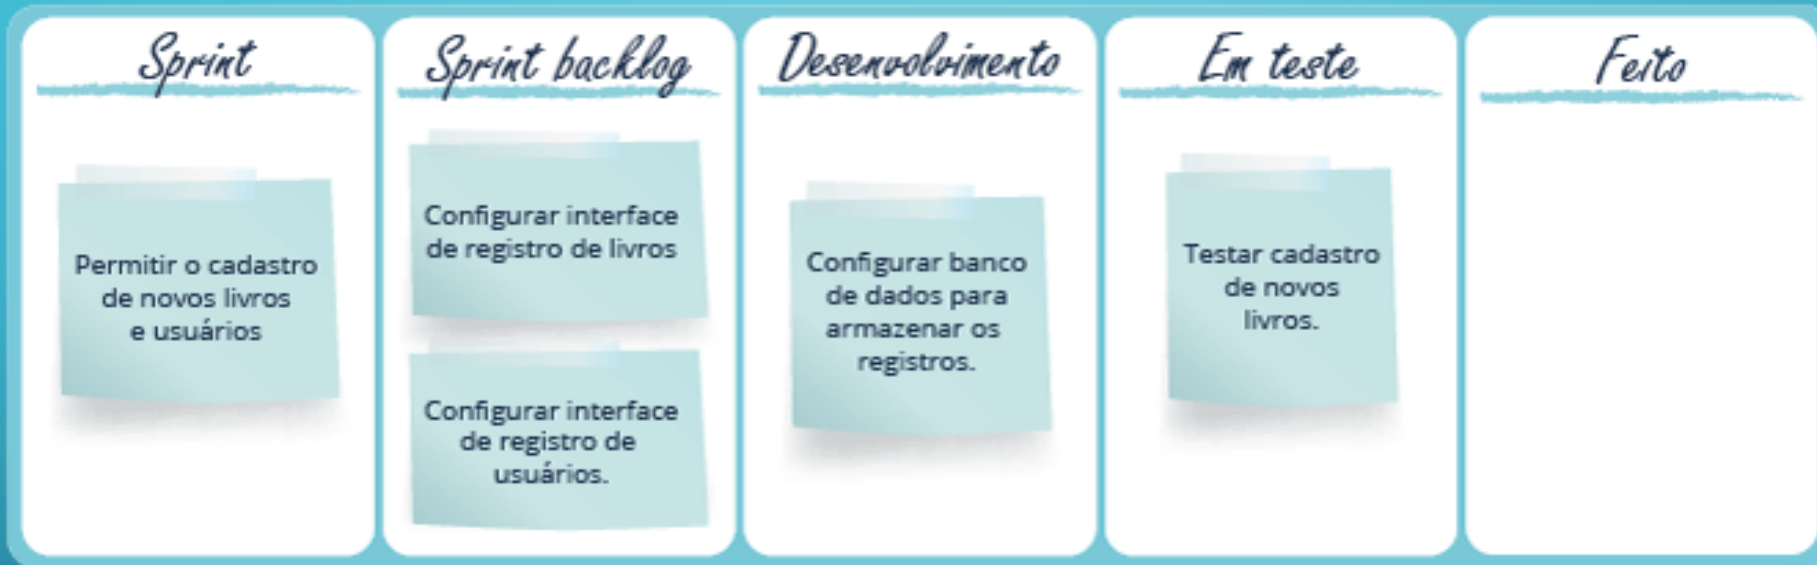 Sprint
Permitir o cadastro
de novos livros
e usuários
Sprint backlog
Configurar interface
de registro de livros
Configurar interface
de registro de
usuários.
Desenvolvimento
Configurar banco
de dados para
armazenar os
registros.
Em teste
Testar cadastro
de novos
livros.
Feito